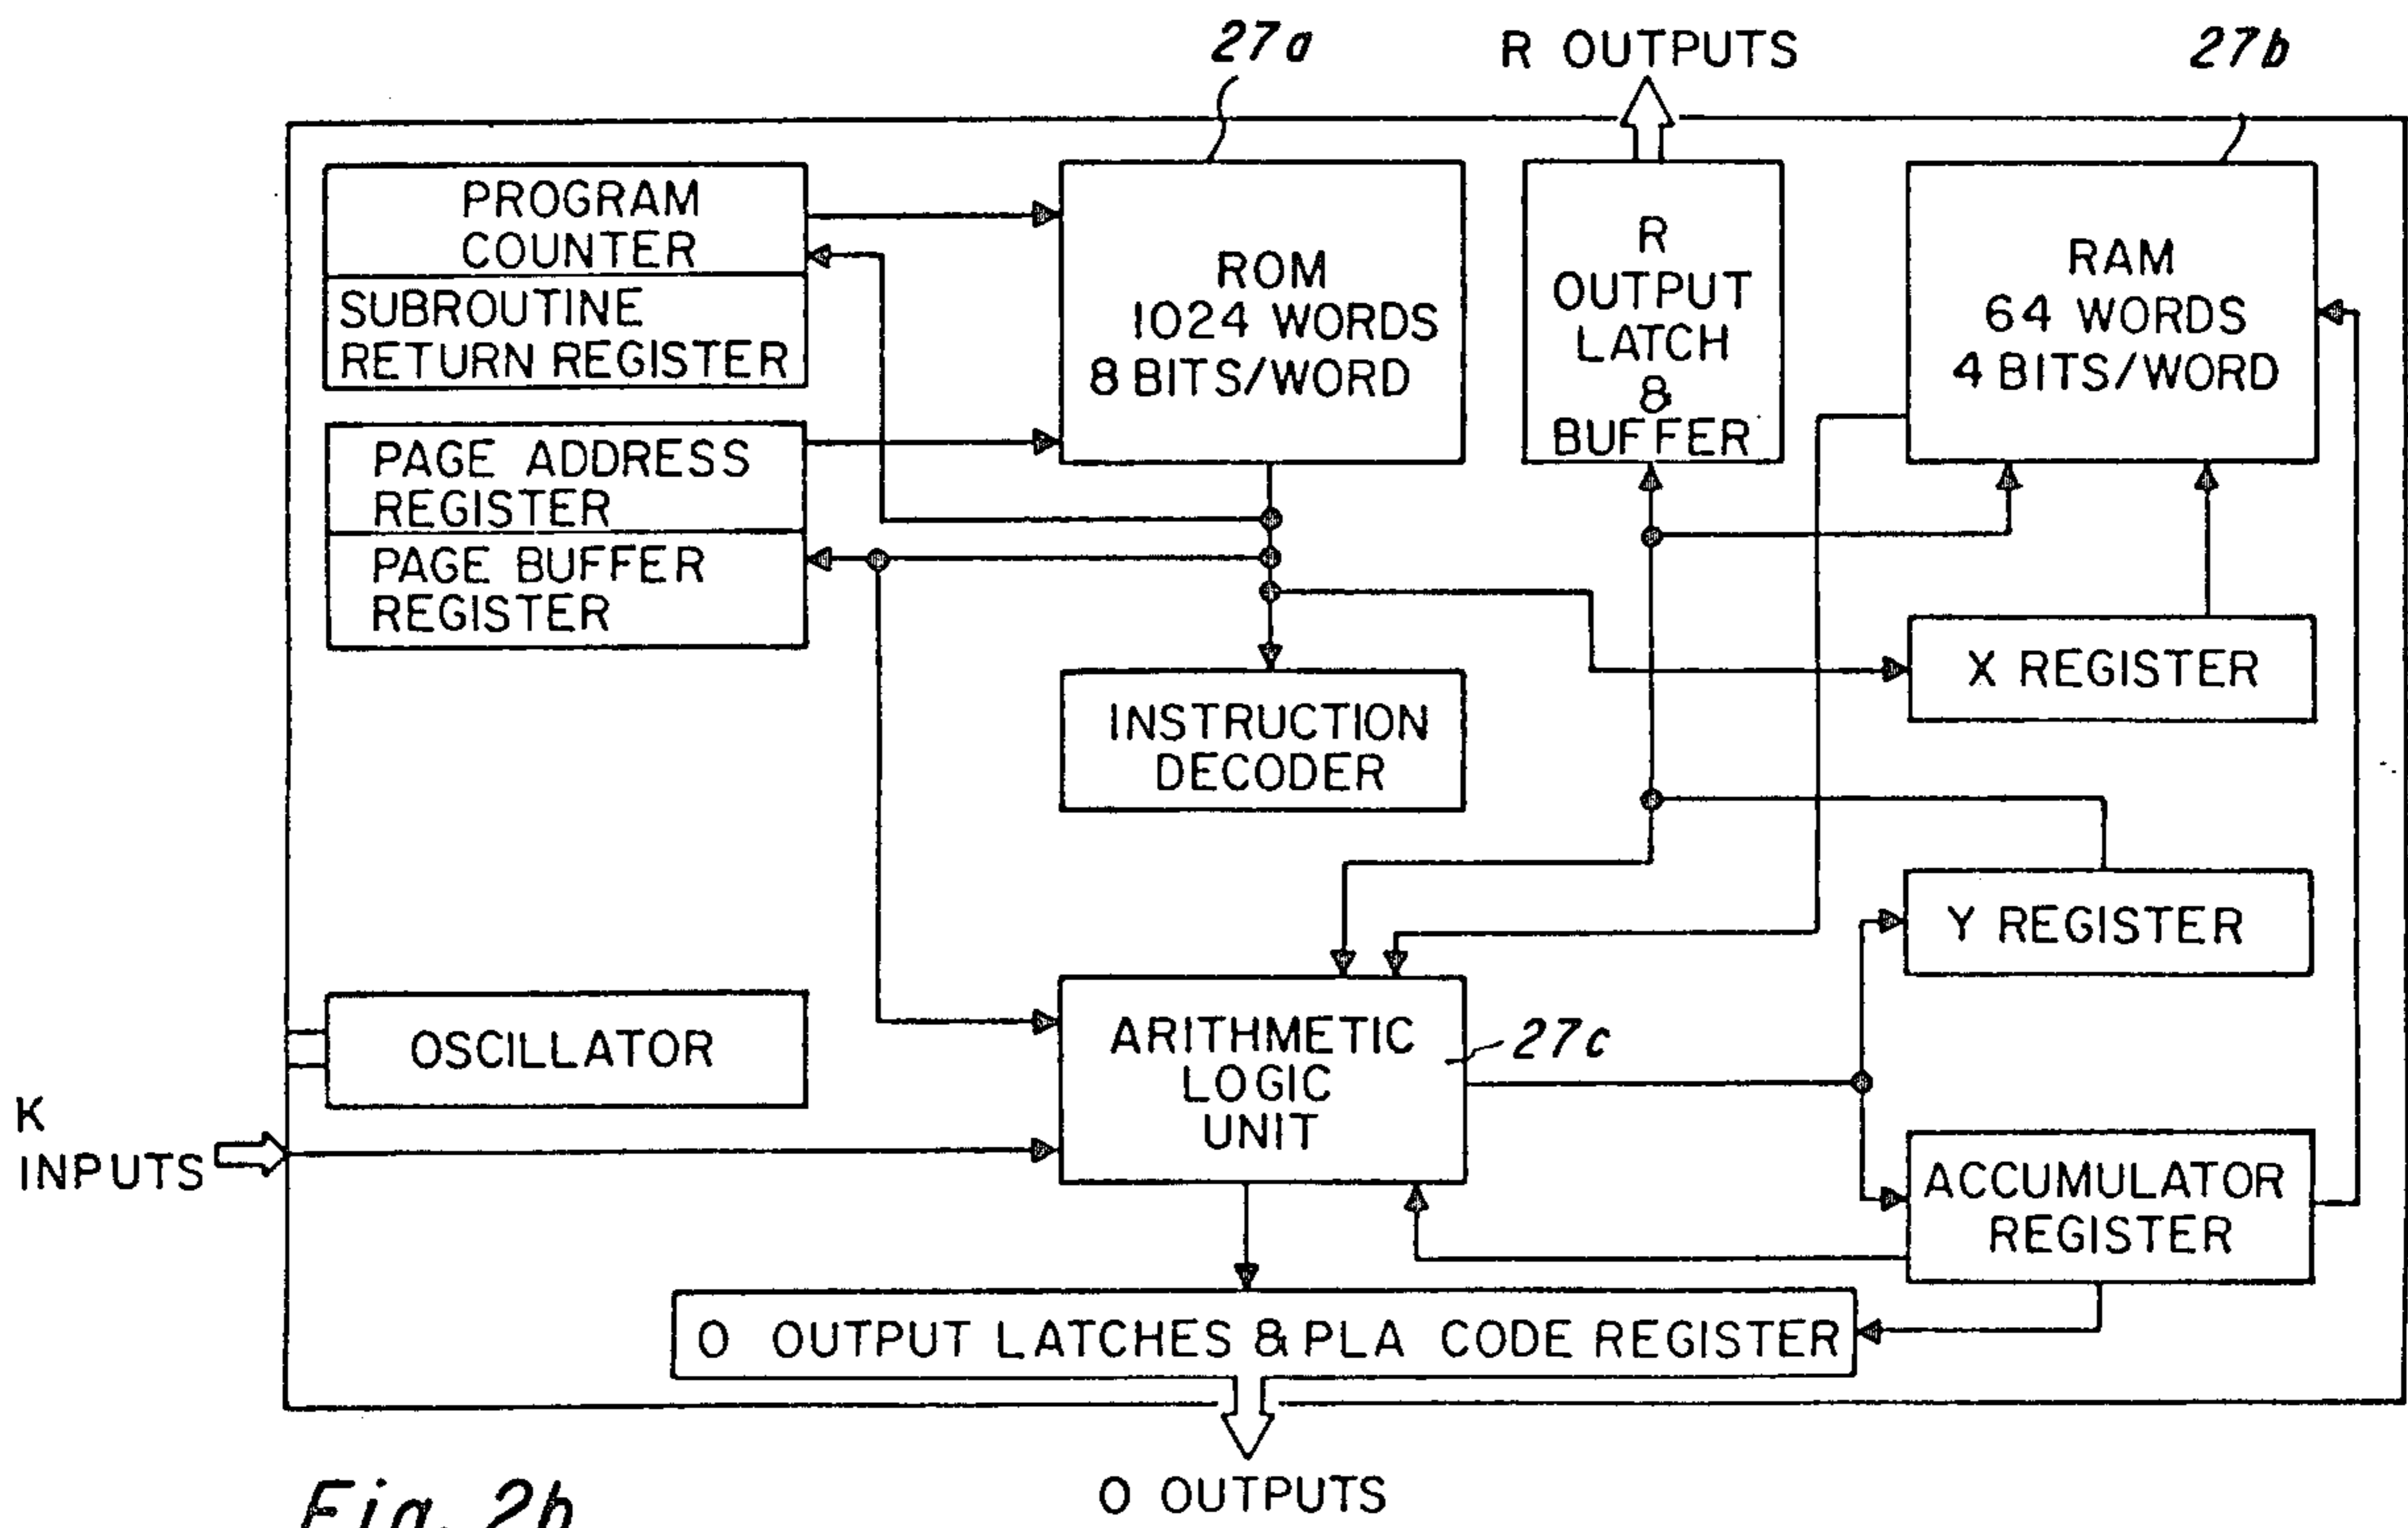 27a
R OUTPUTS
27b
PROGRAM
COUNTER
SUBROUTINE
RETURN REGISTER
ROM
1024 WORDS
8 BITS/WORD
R
OUTPUT
LATCH
&
BUFFER
RAM
64 WORDS
4 BITS/WORD
PAGE ADDRESS
REGISTER
PAGE BUFFER
REGISTER
X REGISTER
INSTRUCTION
DECODER
Y REGISTER
OSCILLATOR
ARITHMETIC
LOGIC
UNIT
27c
K
INPUTS
ACCUMULATOR
REGISTER
O OUTPUT LATCHES & PLA CODE REGISTER
O OUTPUTS
Fig. 2b